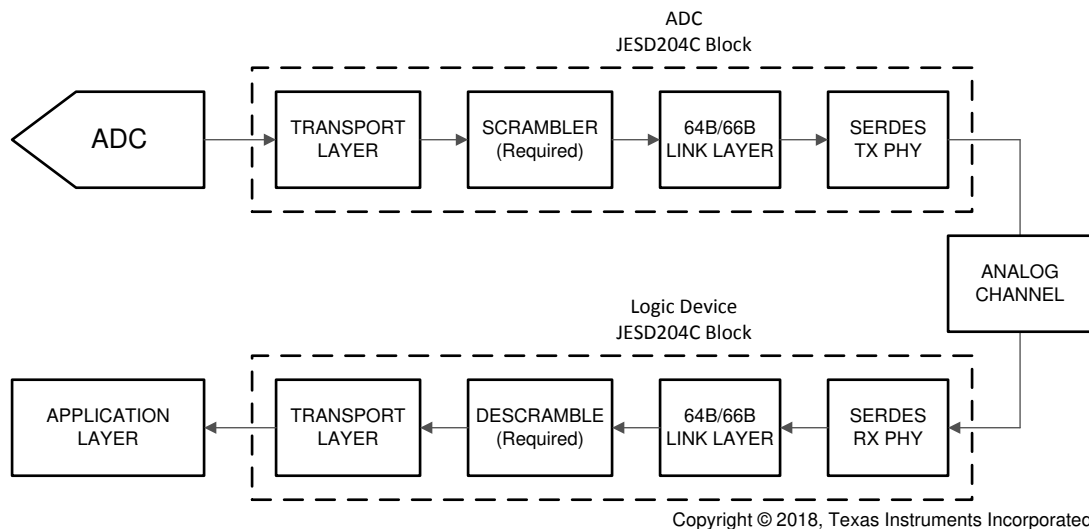 ADC
JESD204C Block
ADC
TRANSPORT
LAYER
SCRAMBLER
(Required)
64B/66B
LINK LAYER
SERDES
TX PHY
ANALOG
CHANNEL
Logic Device
JESD204C Block
APPLICATION
LAYER
TRANSPORT
LAYER
DESCRAMBLE
(Required)
64B/66B
LINK LAYER
SERDES
RX PHY
Copyright © 2018, Texas Instruments Incorporated